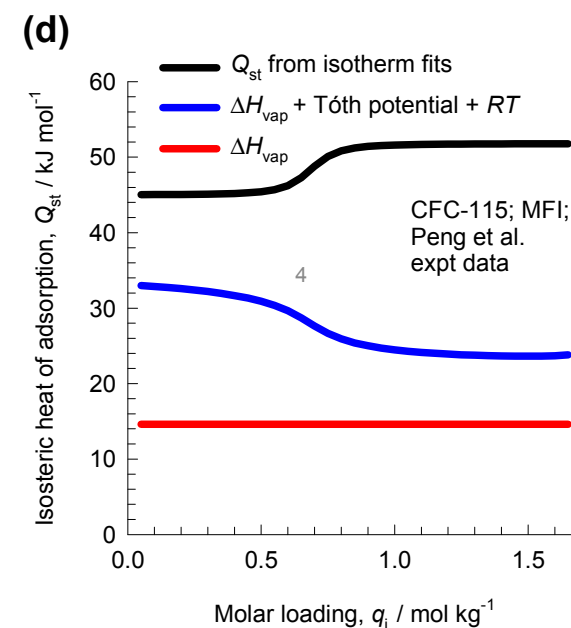 (d)
Qst from isotherm fits
ΔHvap + Tóth potential + RT
ΔHvap
CFC-115; MFI;
Peng et al.
expt data
4
Isosteric heat of adsorption, Qst / kJ mol-1
60
50
40
30
20
10
0
0.0 0.5 1.0 1.5
Molar loading, qi / mol kg-1